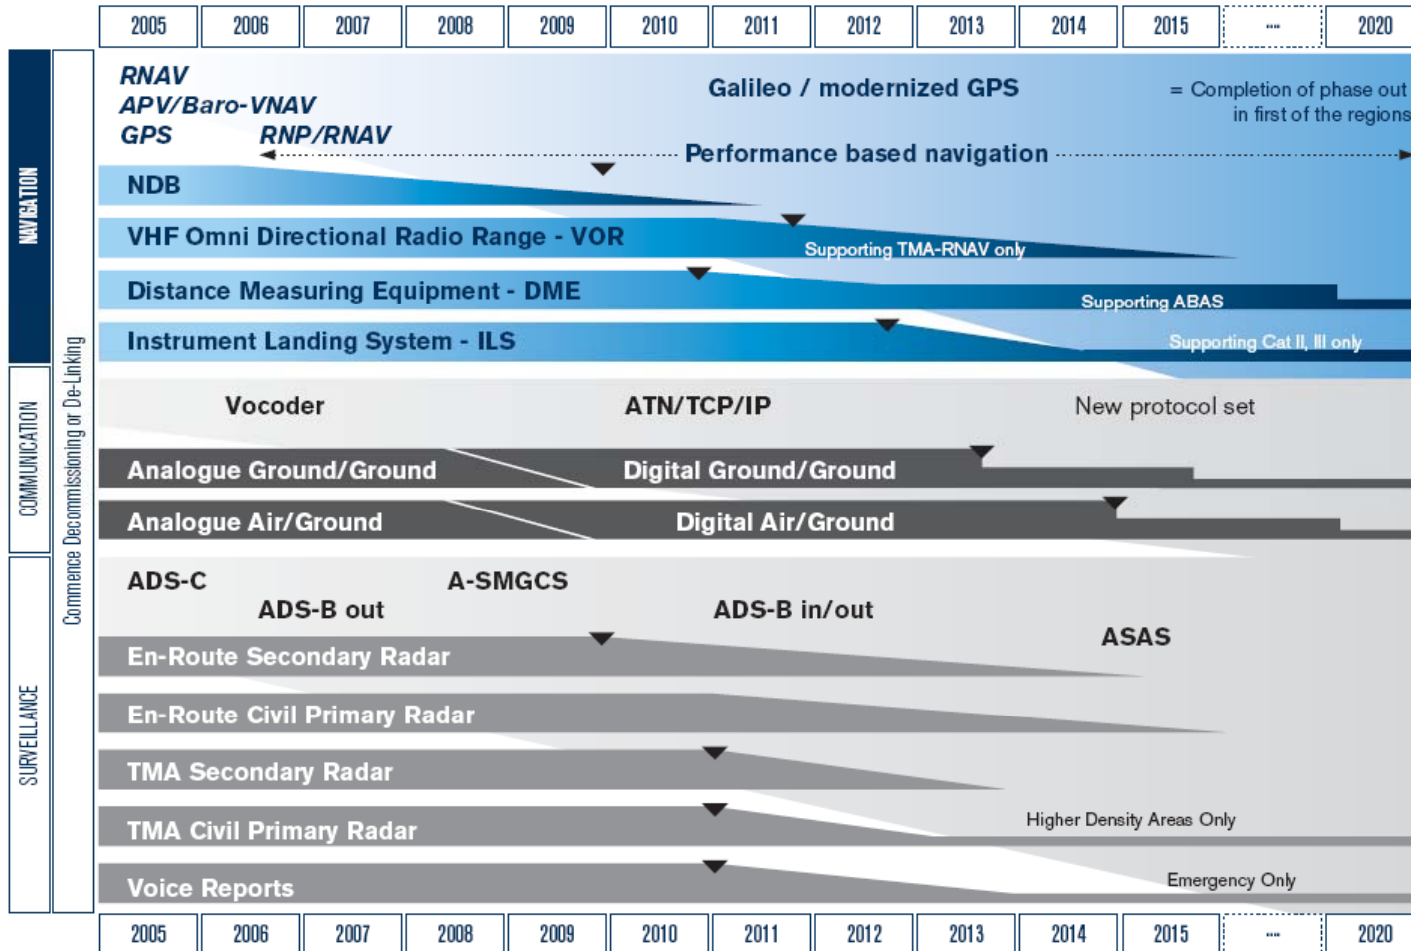 2005 2006 2007 2008 2009 2010 2011 2012 2013 2014 2015 .... 2020
NAVIGATION
COMMUNICATION
SURVEILLANCE
Commence Decommissioning or De-Linking
RNAV
APV/Baro-VNAV
GPS
RNP/RNAV
Galileo / modernized GPS
= Completion of phase out
in first of the regions
Performance based navigation
NDB
VHF Omni Directional Radio Range - VOR
Supporting TMA-RNAV only
Distance Measuring Equipment - DME
Supporting ABAS
Instrument Landing System - ILS
Supporting Cat II, III only
Vocoder
ATN/TCP/IP
New protocol set
Analogue Ground/Ground
Digital Ground/Ground
Analogue Air/Ground
Digital Air/Ground
ADS-C
A-SMGCS
ADS-B out
ADS-B in/out
ASAS
En-Route Secondary Radar
En-Route Civil Primary Radar
TMA Secondary Radar
TMA Civil Primary Radar
Higher Density Areas Only
Voice Reports
Emergency Only
2005 2006 2007 2008 2009 2010 2011 2012 2013 2014 2015 .... 2020